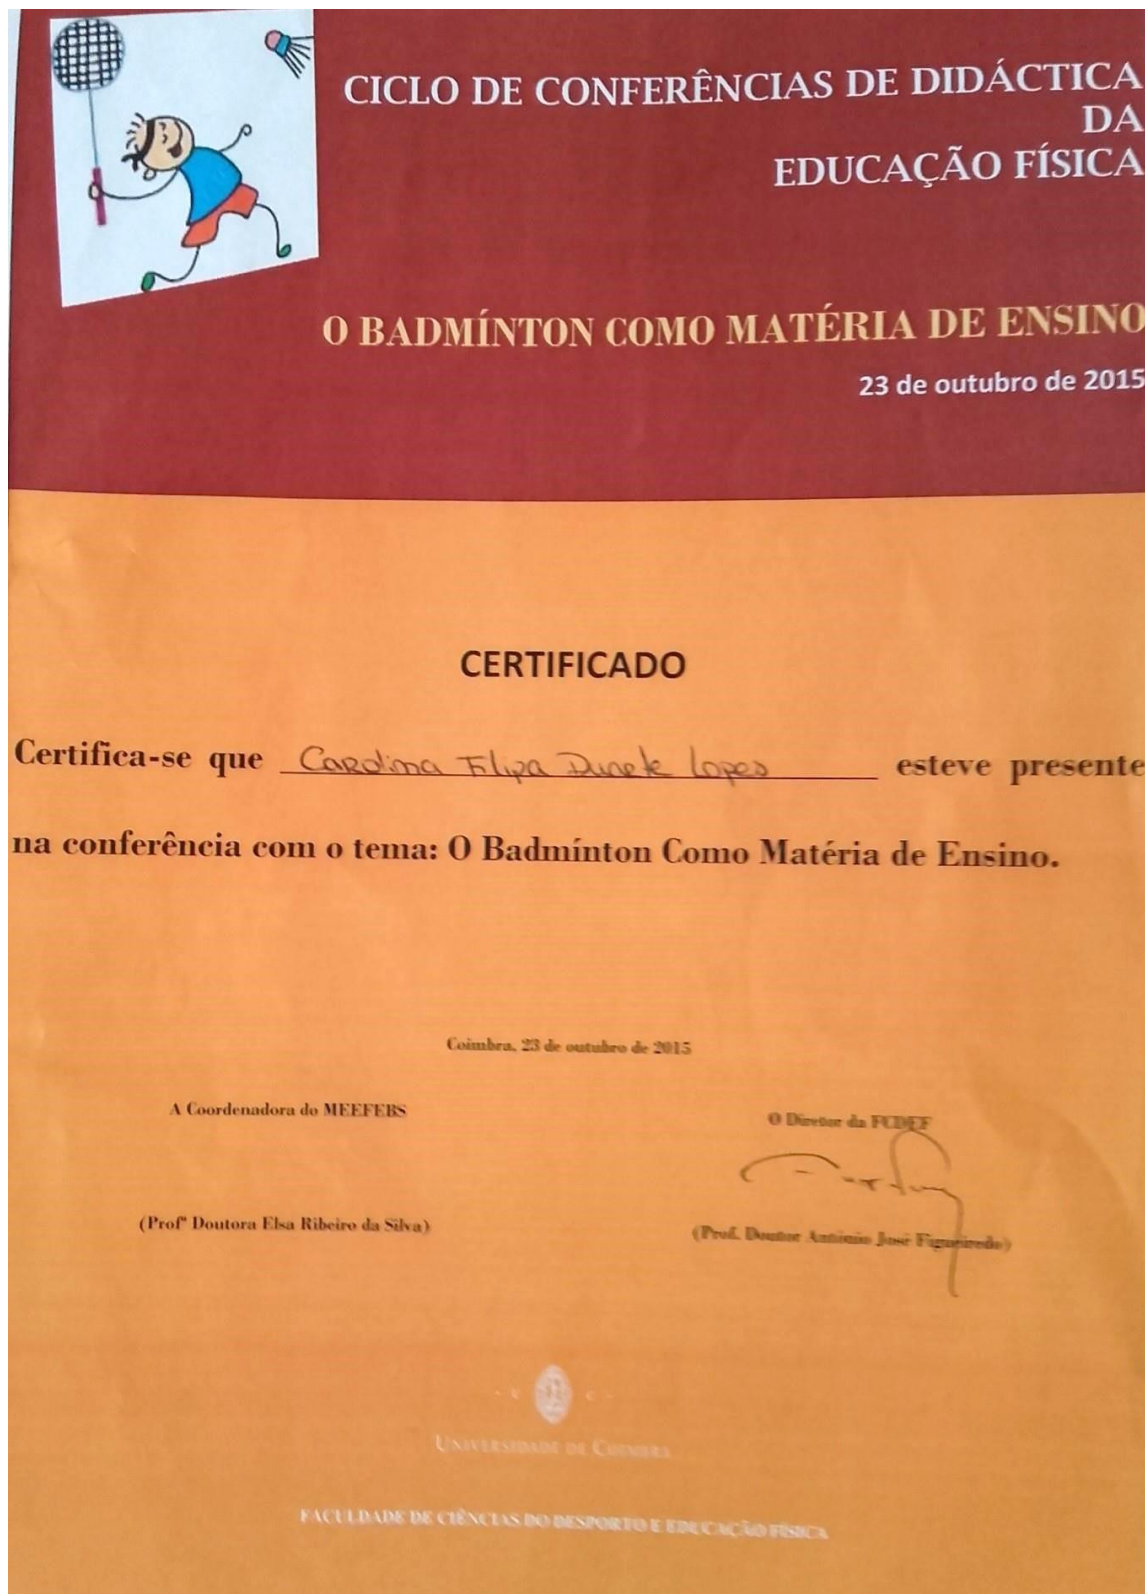 CICLO DE CONFERÊNCIAS DE DIDÁCTICA
DA
EDUCAÇÃO FÍSICA
O BADMÍNTON COMO MATÉRIA DE ENSINO
23 de outubro de 2015
CERTIFICADO
Certifica-se que Carolina Filipa Duarte Lopes esteve presente
na conferência com o tema: O Badmínton Como Matéria de Ensino.
Coimbra, 23 de outubro de 2015
A Coordenadora do MEEFEBS
O Diretor da FCDEF
(Profª Doutora Elsa Ribeiro da Silva)
(Prof. Doutor António José Figueiredo)
UNIVERSIDADE DE COIMBRA
FACULDADE DE CIÊNCIAS DO DESPORTO E EDUCAÇÃO FÍSICA